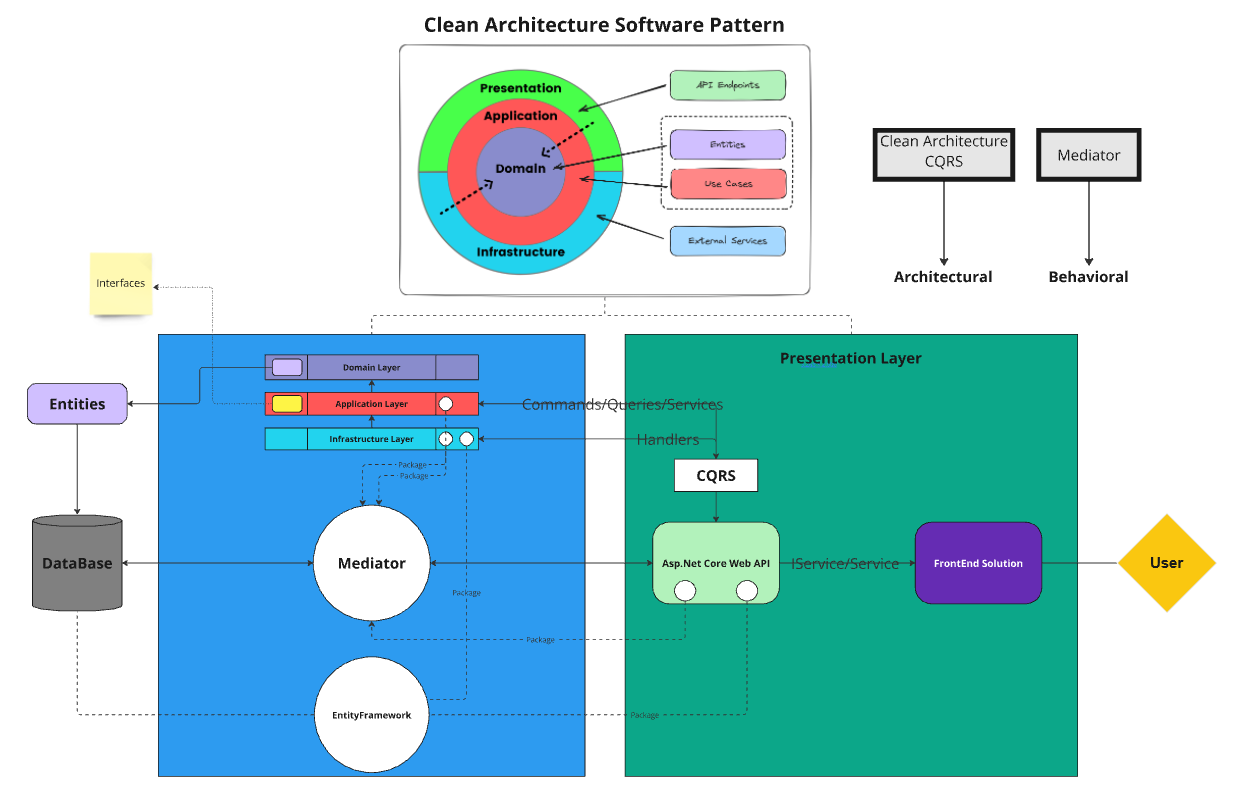 Clean Architecture Software Pattern
Presentation
Application
Domain
Infrastructure
API Endpoints
Entities
Use Cases
External Services
Clean Architecture
CQRS
Mediator
Architectural
Behavioral
Interfaces
Entities
DataBase
Domain Layer
Application Layer
Infrastructure Layer
Package
Package
Mediator
Package
Package
EntityFramework
Package
Presentation Layer
Commands/Queries/Services
Handlers
CQRS
Asp.Net Core Web API
IService/Service
FrontEnd Solution
User